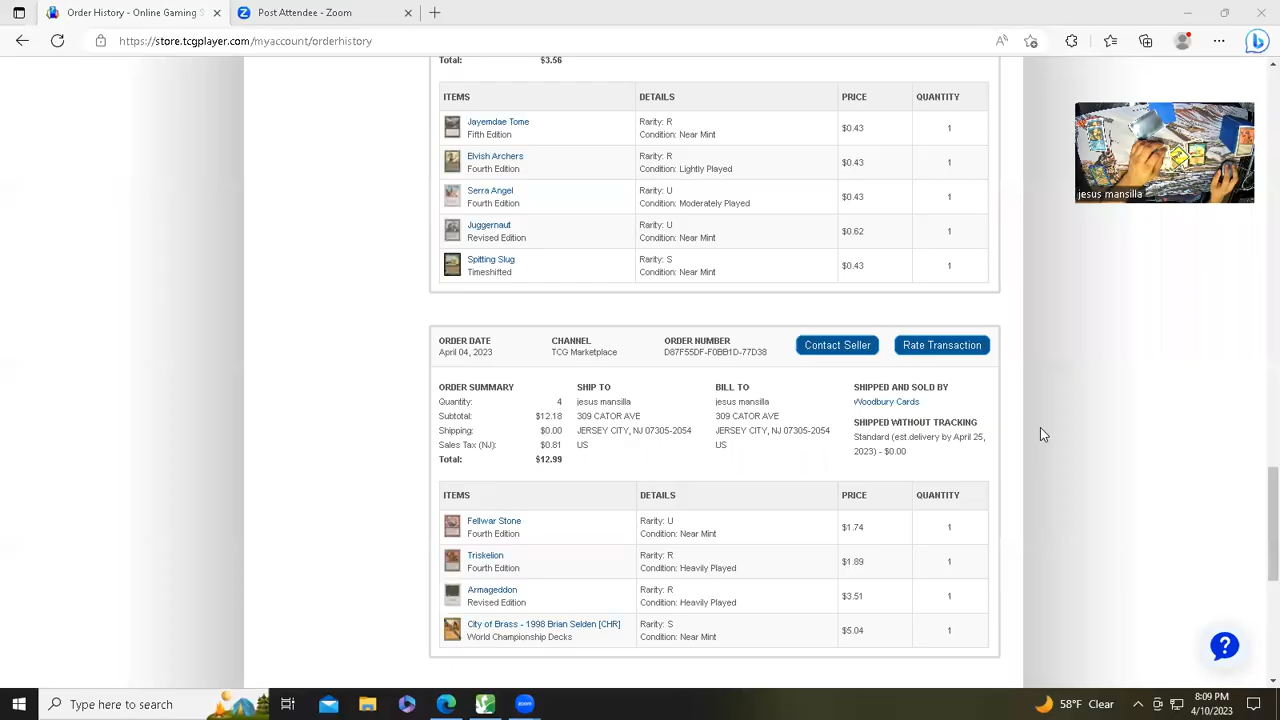 Order History - Online Gaming S
Post Attendee - Zoom
https://store.tcgplayer.com/myaccount/orderhistory
Total: $3.56
ITEMS DETAILS PRICE QUANTITY
Jayemdae Tome Rarity: R
Fifth Edition Condition: Near Mint $0.43 1
Elvish Archers Rarity: R
Fourth Edition Condition: Lightly Played $0.43 1
Serra Angel Rarity: U
Fourth Edition Condition: Moderately Played $0.43 1
Juggernaut Rarity: U
Revised Edition Condition: Near Mint $0.62 1
Spitting Slug Rarity: S
Timeshifted Condition: Near Mint $0.43 1
jesus mansilla
ORDER DATE CHANNEL ORDER NUMBER Contact Seller Rate Transaction
April 04, 2023 TCG Marketplace D87F55DF-F0BB1D-77D38
ORDER SUMMARY SHIP TO BILL TO SHIPPED AND SOLD BY
Quantity: 4 jesus mansilla jesus mansilla Woodbury Cards
Subtotal: $12.18 309 CATOR AVE 309 CATOR AVE
Shipping: $0.00 JERSEY CITY, NJ 07305-2054 JERSEY CITY, NJ 07305-2054 SHIPPED WITHOUT TRACKING
Sales Tax (NJ): $0.81 US US Standard (est.delivery by April 25,
Total: $12.99 2023) - $0.00
ITEMS DETAILS PRICE QUANTITY
Fellwar Stone Rarity: U
Fourth Edition Condition: Near Mint $1.74 1
Triskelion Rarity: R
Fourth Edition Condition: Heavily Played $1.89 1
Armageddon Rarity: R
Revised Edition Condition: Heavily Played $3.51 1
City of Brass - 1998 Brian Selden [CHR] Rarity: S
World Championship Decks Condition: Near Mint $5.04 1
Type here to search
zoom
58°F Clear
8:09 PM
4/10/2023